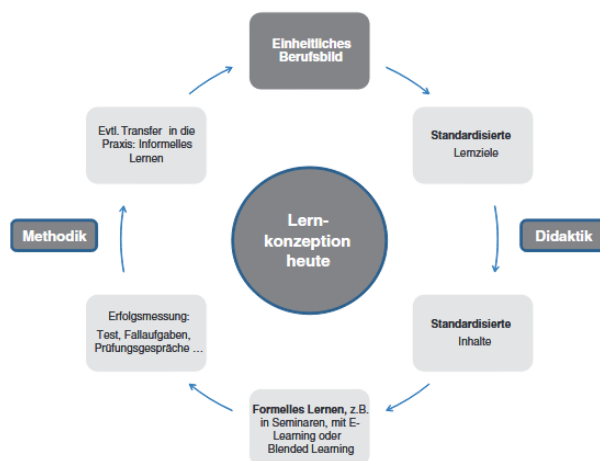 Einheitliches
Berufsbild
Evtl. Transfer in die
Praxis: Informelles
Lernen
Standardisierte
Lernziele
Lern-
konzeption
heute
Methodik
Didaktik
Erfolgsmessung:
Test, Fallaufgaben,
Prüfungsgespräche ...
Standardisierte
Inhalte
Formelles Lernen, z.B.
in Seminaren, mit E-
Learning oder
Blended Learning